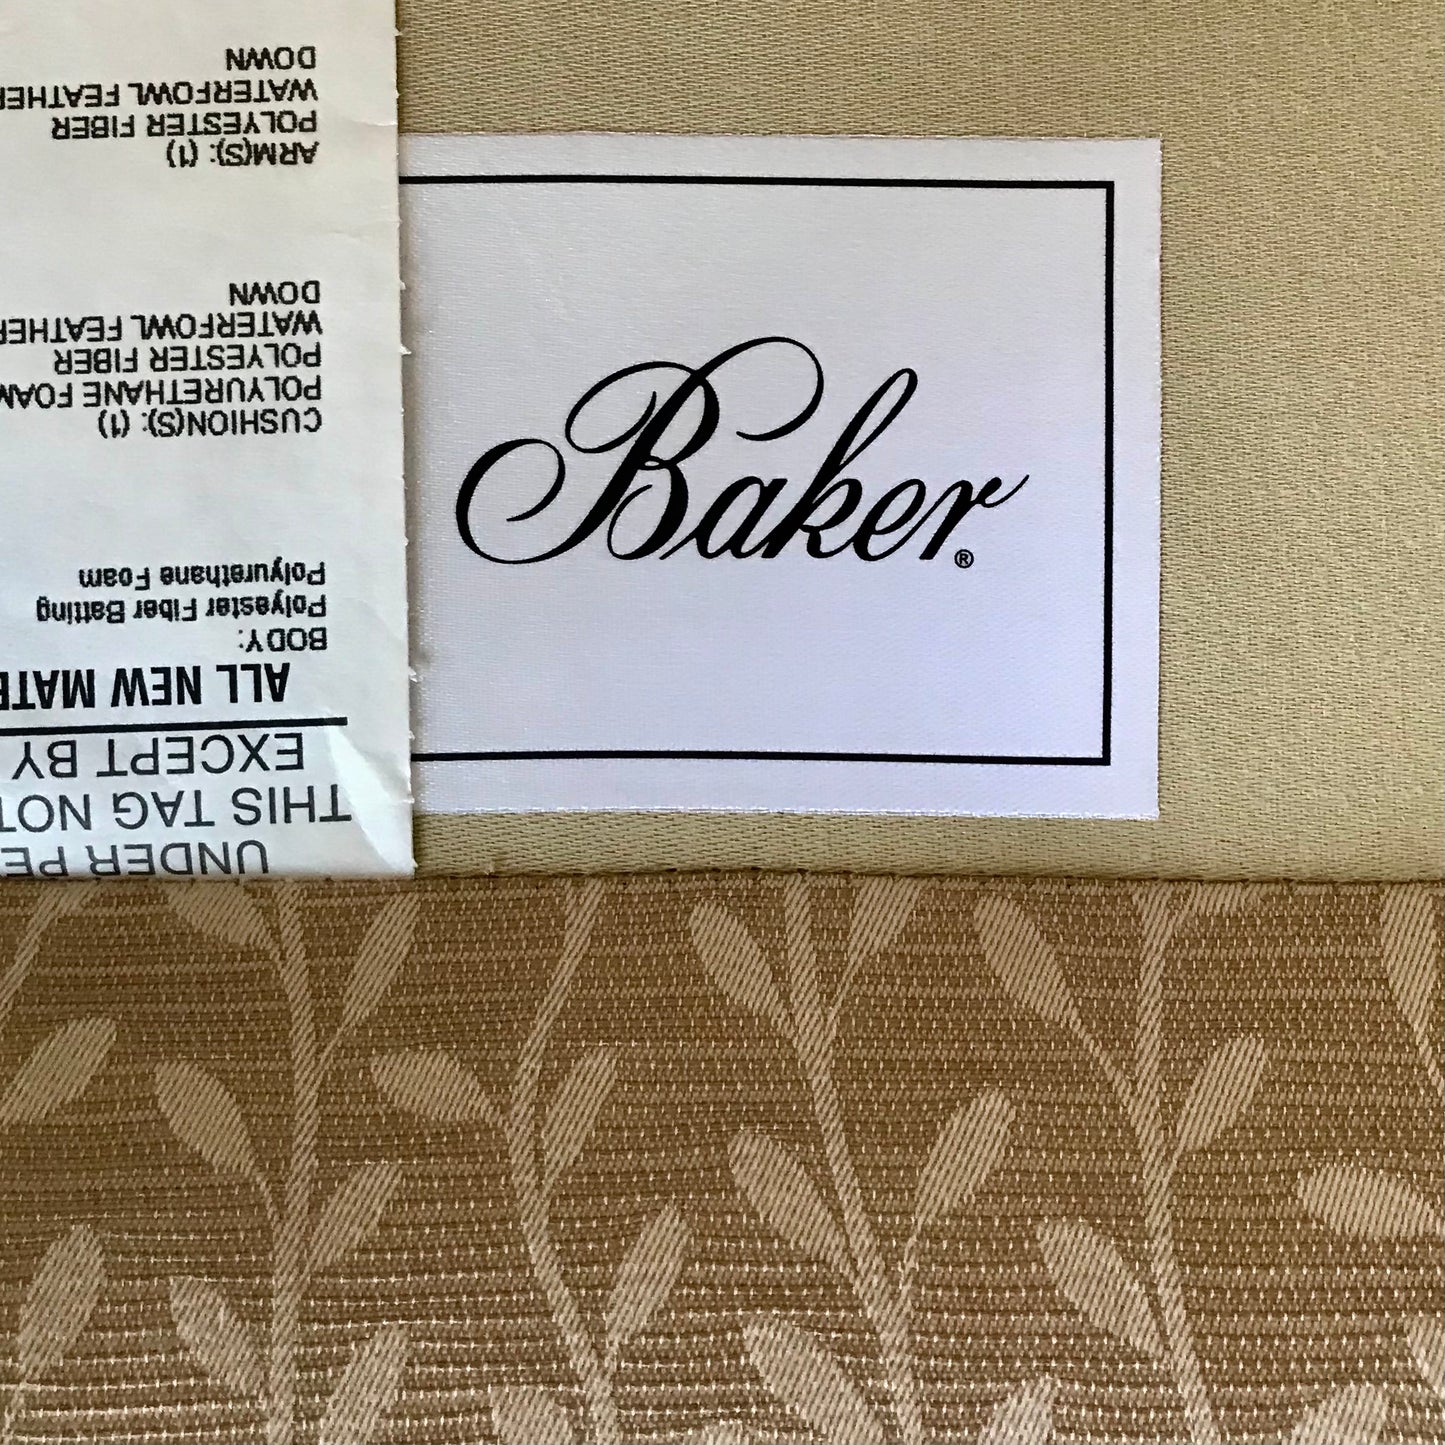 UNDER PE
THIS TAG NOT
EXCEPT BY
ALL NEW MATE
BODY:
Polyester Fiber Batting
Polyurethane Foam
CUSHION(S): (1)
POLYURETHANE FOAM
POLYESTER FIBER
WATERFOWL FEATHER
DOWN
ARM(S): (1)
POLYESTER FIBER
WATERFOWL FEATHER
DOWN
Baker®